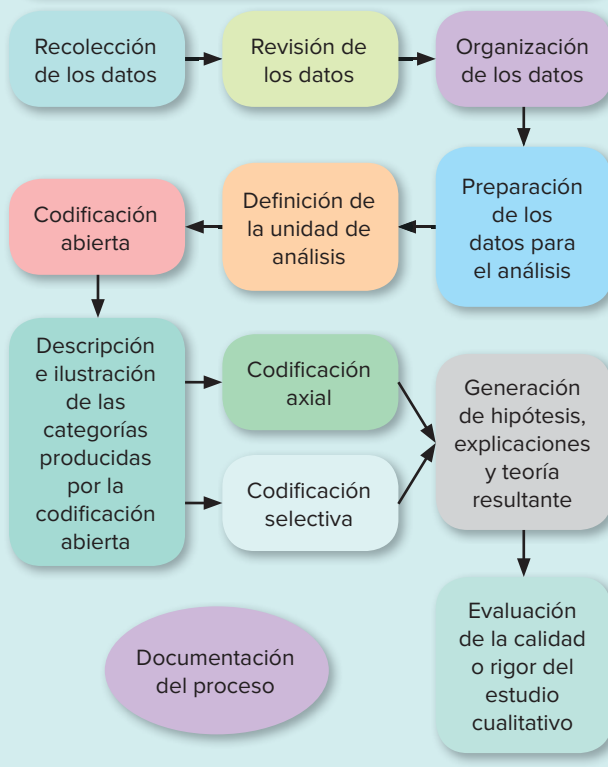 Recolección
de los datos
Revisión de
los datos
Organización
de los datos
Preparación
de los
datos para
el análisis
Definición de
la unidad de
análisis
Codificación
abierta
Descripción
e ilustración
de las
categorías
producidas
por la
codificación
abierta
Codificación
axial
Codificación
selectiva
Generación
de hipótesis,
explicaciones
y teoría
resultante
Evaluación
de la calidad
o rigor del
estudio
cualitativo
Documentación
del proceso